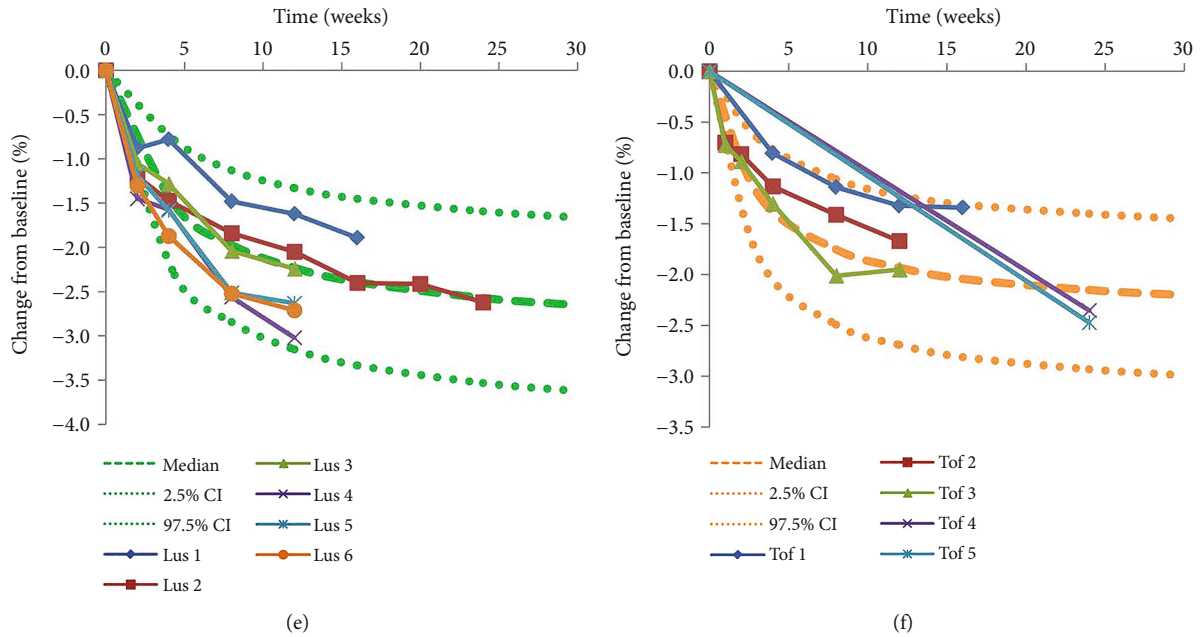 Time (weeks)
0 5 10 15 20 25 30
0.0
−0.5
−1.0
−1.5
−2.0
−2.5
−3.0
−3.5
−4.0
Change from baseline (%)
Median
2.5% CI
97.5% CI
Lus 1
Lus 2
Lus 3
Lus 4
Lus 5
Lus 6
(e)
Time (weeks)
0 5 10 15 20 25 30
0.0
−0.5
−1.0
−1.5
−2.0
−2.5
−3.0
−3.5
Change from baseline (%)
Median
2.5% CI
97.5% CI
Tof 1
Tof 2
Tof 3
Tof 4
Tof 5
(f)